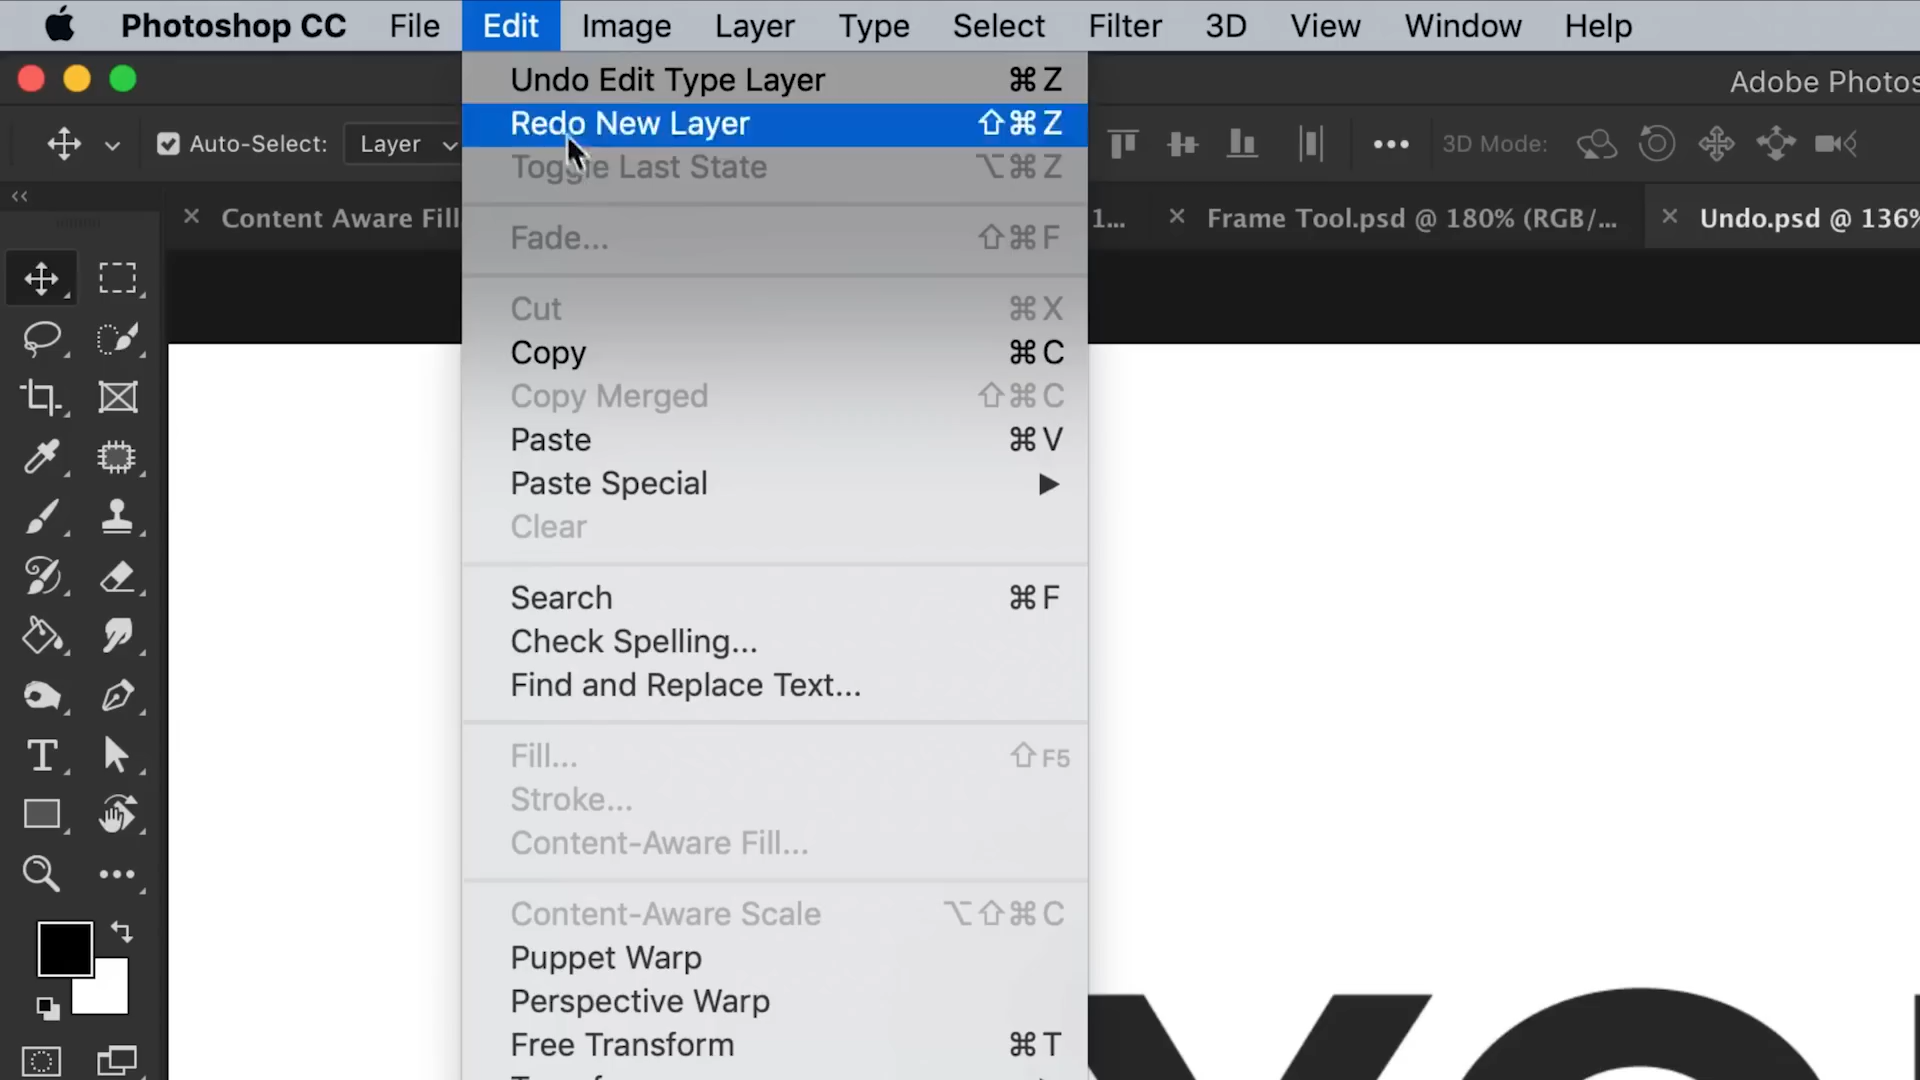 Photoshop CC File Edit Image Layer Type Select Filter 3D View Window Help
Adobe Photos
Auto-Select: Layer 3D Mode:
Content Aware Fill 1... Frame Tool.psd @ 180% (RGB/... Undo.psd @ 136%
Undo Edit Type Layer ⌘Z
Redo New Layer ⇧⌘Z
Toggle Last State ⌥⌘Z
Fade... ⇧⌘F
Cut ⌘X
Copy ⌘C
Copy Merged ⇧⌘C
Paste ⌘V
Paste Special
Clear
Search ⌘F
Check Spelling...
Find and Replace Text...
Fill... ⇧F5
Stroke...
Content-Aware Fill...
Content-Aware Scale ⌥⇧⌘C
Puppet Warp
Perspective Warp
Free Transform ⌘T